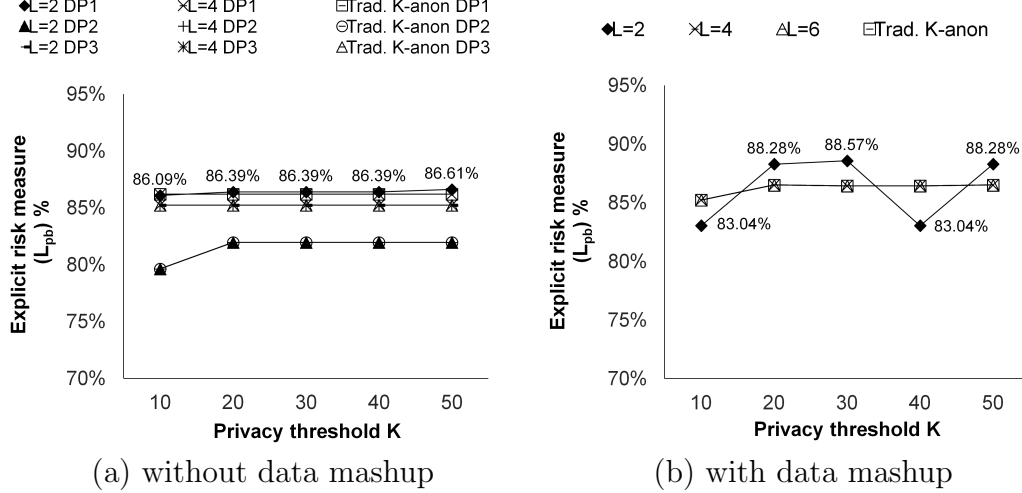 L=2 DP1 L=4 DP1 Trad. K-anon DP1
L=2 DP2 L=4 DP2 Trad. K-anon DP2
L=2 DP3 L=4 DP3 Trad. K-anon DP3
Explicit risk measure
(Lpb) %
95%
90%
85%
80%
75%
70%
86.09% 86.39% 86.39% 86.39% 86.61%
10 20 30 40 50
Privacy threshold K
(a) without data mashup
L=2 L=4 L=6 Trad. K-anon
Explicit risk measure
(Lpb) %
95%
90%
85%
80%
75%
70%
88.28% 88.57% 88.28%
83.04% 83.04%
10 20 30 40 50
Privacy threshold K
(b) with data mashup